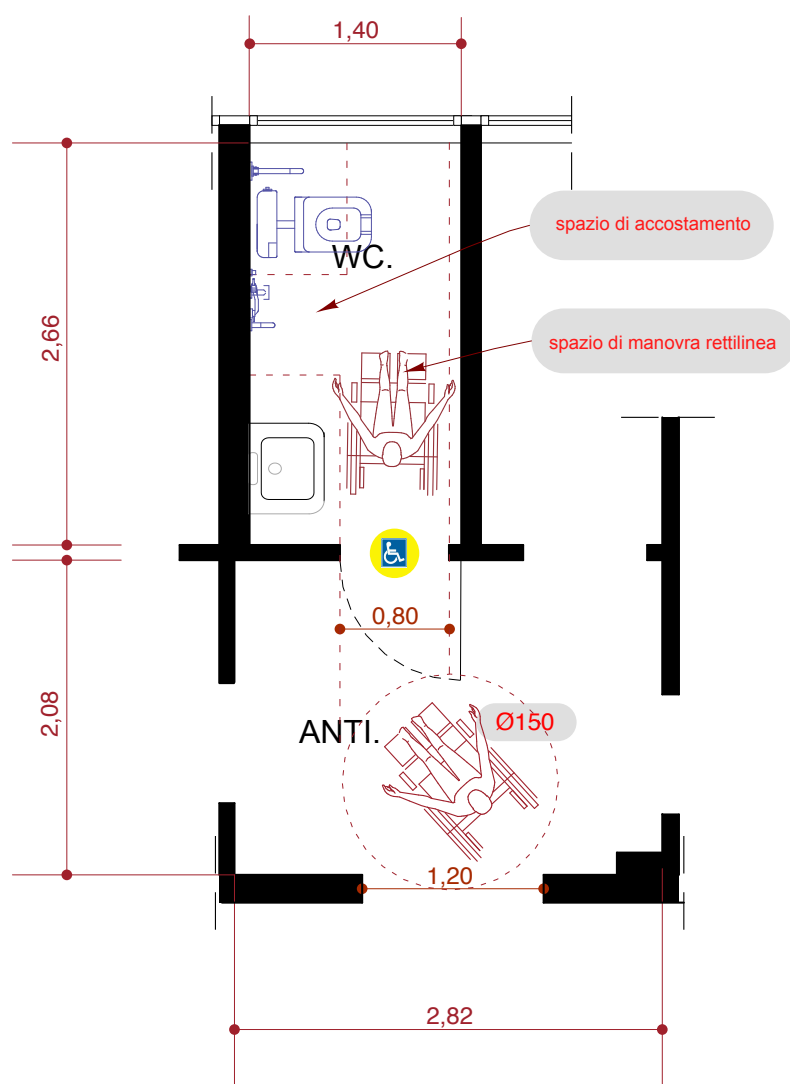 1,40
spazio di accostamento
WC.
2,66
spazio di manovra rettilinea
0,80
2,08
ANTI.
Ø150
1,20
2,82